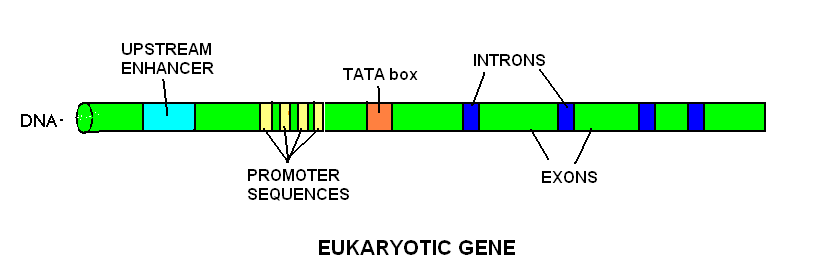 UPSTREAM
ENHANCER
TATA box
INTRONS
DNA-
PROMOTER
SEQUENCES
EXONS
EUKARYOTIC GENE